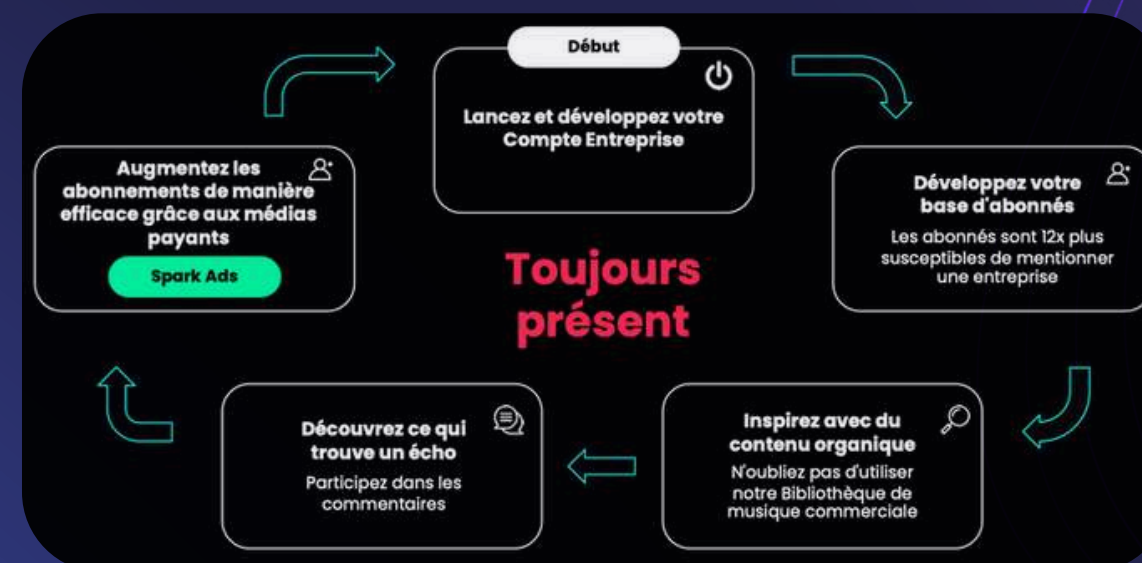 Début
Lancez et développez votre
Compte Entreprise
Développez votre
base d'abonnés
Les abonnés sont 12x plus
susceptibles de mentionner
une entreprise
Inspirez avec du
contenu organique
N'oubliez pas d'utiliser
notre Bibliothèque de
musique commerciale
Découvrez ce qui
trouve un écho
Participez dans les
commentaires
Augmentez les
abonnements de manière
efficace grâce aux médias
payants
Spark Ads
Toujours
présent